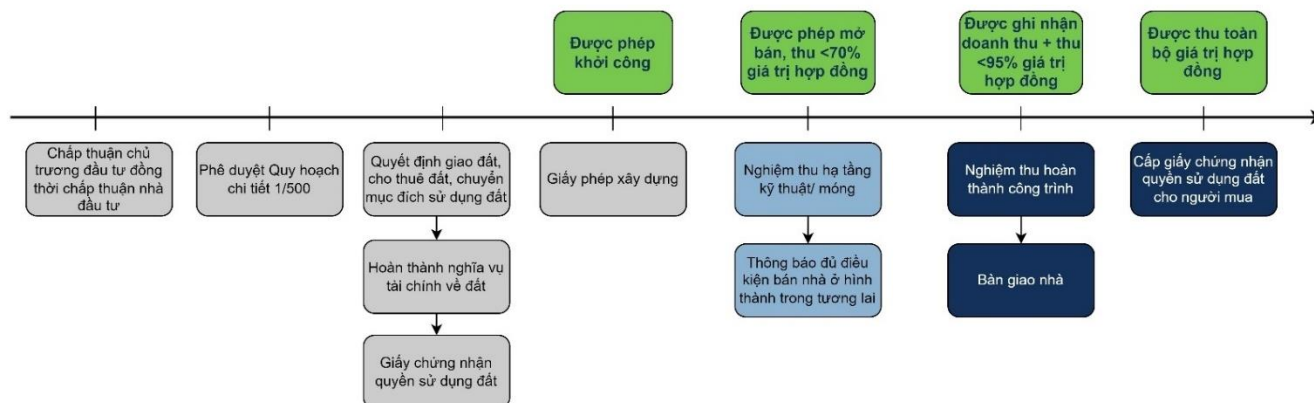 Được phép
khởi công
Được phép mở
bán, thu <70%
giá trị hợp đồng
Được ghi nhận
doanh thu + thu
<95% giá trị
hợp đồng
Được thu toàn
bộ giá trị hợp
đồng
Chấp thuận chủ
trương đầu tư đồng
thời chấp thuận nhà
đầu tư
Phê duyệt Quy hoạch
chi tiết 1/500
Quyết định giao đất,
cho thuê đất, chuyển
mục đích sử dụng đất
Giấy phép xây dựng
Nghiệm thu hạ tầng
kỹ thuật/ móng
Nghiệm thu hoàn
thành công trình
Cấp giấy chứng nhận
quyền sử dụng đất
cho người mua
Hoàn thành nghĩa vụ
tài chính về đất
Thông báo đủ điều
kiện bán nhà ở hình
thành trong tương lai
Bàn giao nhà
Giấy chứng nhận
quyền sử dụng đất